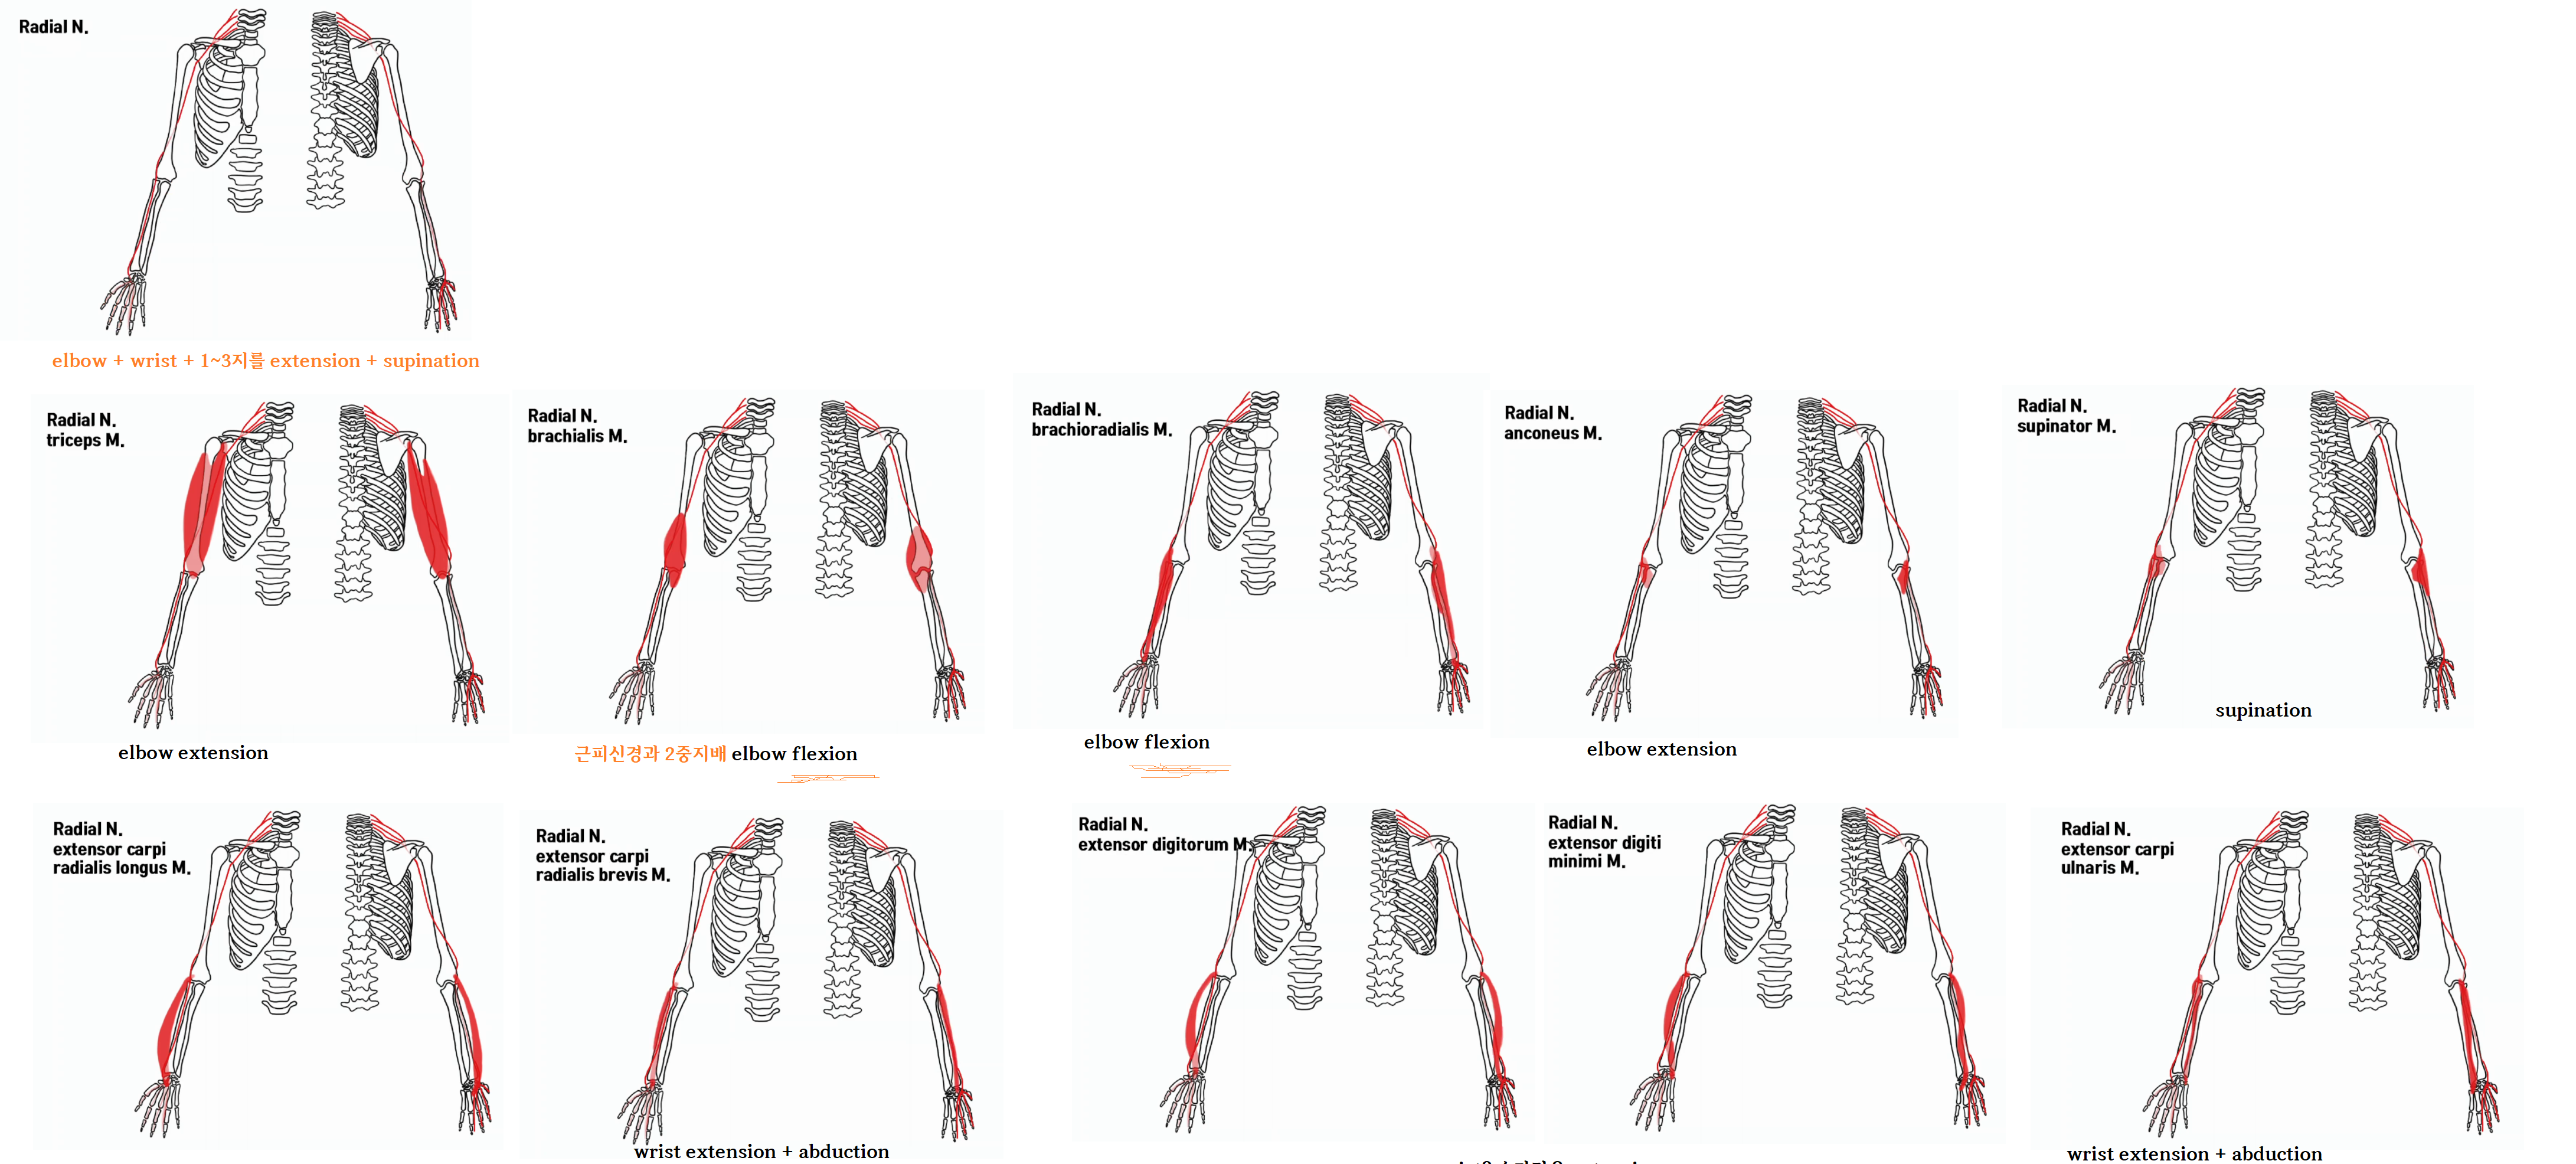 Radial N.
elbow + wrist + 1~3지를 extension + supination
Radial N.
triceps M.
elbow extension
Radial N.
brachialis M.
근피신경과 2중지배 elbow flexion
Radial N.
brachioradialis M.
elbow flexion
Radial N.
anconeus M.
elbow extension
Radial N.
supinator M.
supination
Radial N.
extensor carpi
radialis longus M.
Radial N.
extensor carpi
radialis brevis M.
wrist extension + abduction
Radial N.
extensor digitorum M.
Radial N.
extensor digiti
minimi M.
Radial N.
extensor carpi
ulnaris M.
wrist extension + abduction